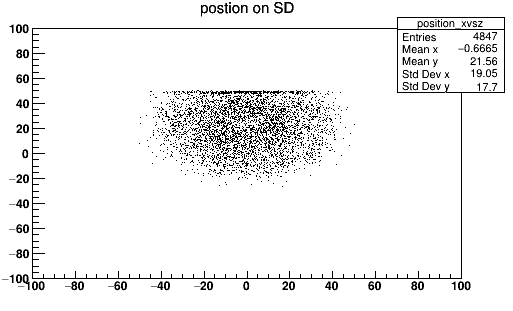 postion on SD
position_xvsz
Entries 4847
Mean x −0.6665
Mean y 21.56
Std Dev x 19.05
Std Dev y 17.7
100
80
60
40
20
0
−20
−40
−60
−80
−100
−100 −80 −60 −40 −20 0 20 40 60 80 100